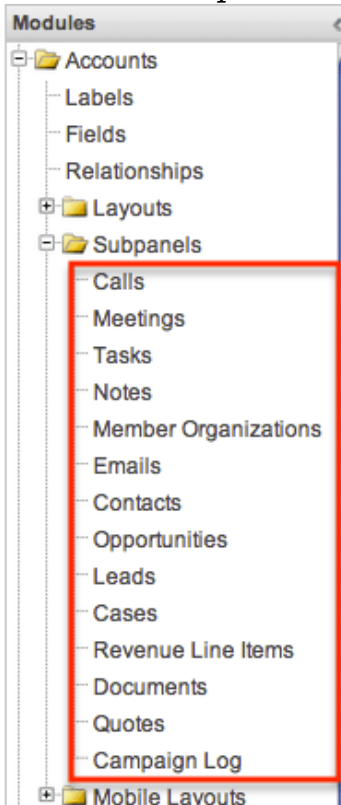 Modules
Accounts
Labels
Fields
Relationships
Layouts
Subpanels
Calls
Meetings
Tasks
Notes
Member Organizations
Emails
Contacts
Opportunities
Leads
Cases
Revenue Line Items
Documents
Quotes
Campaign Log
Mobile Layouts